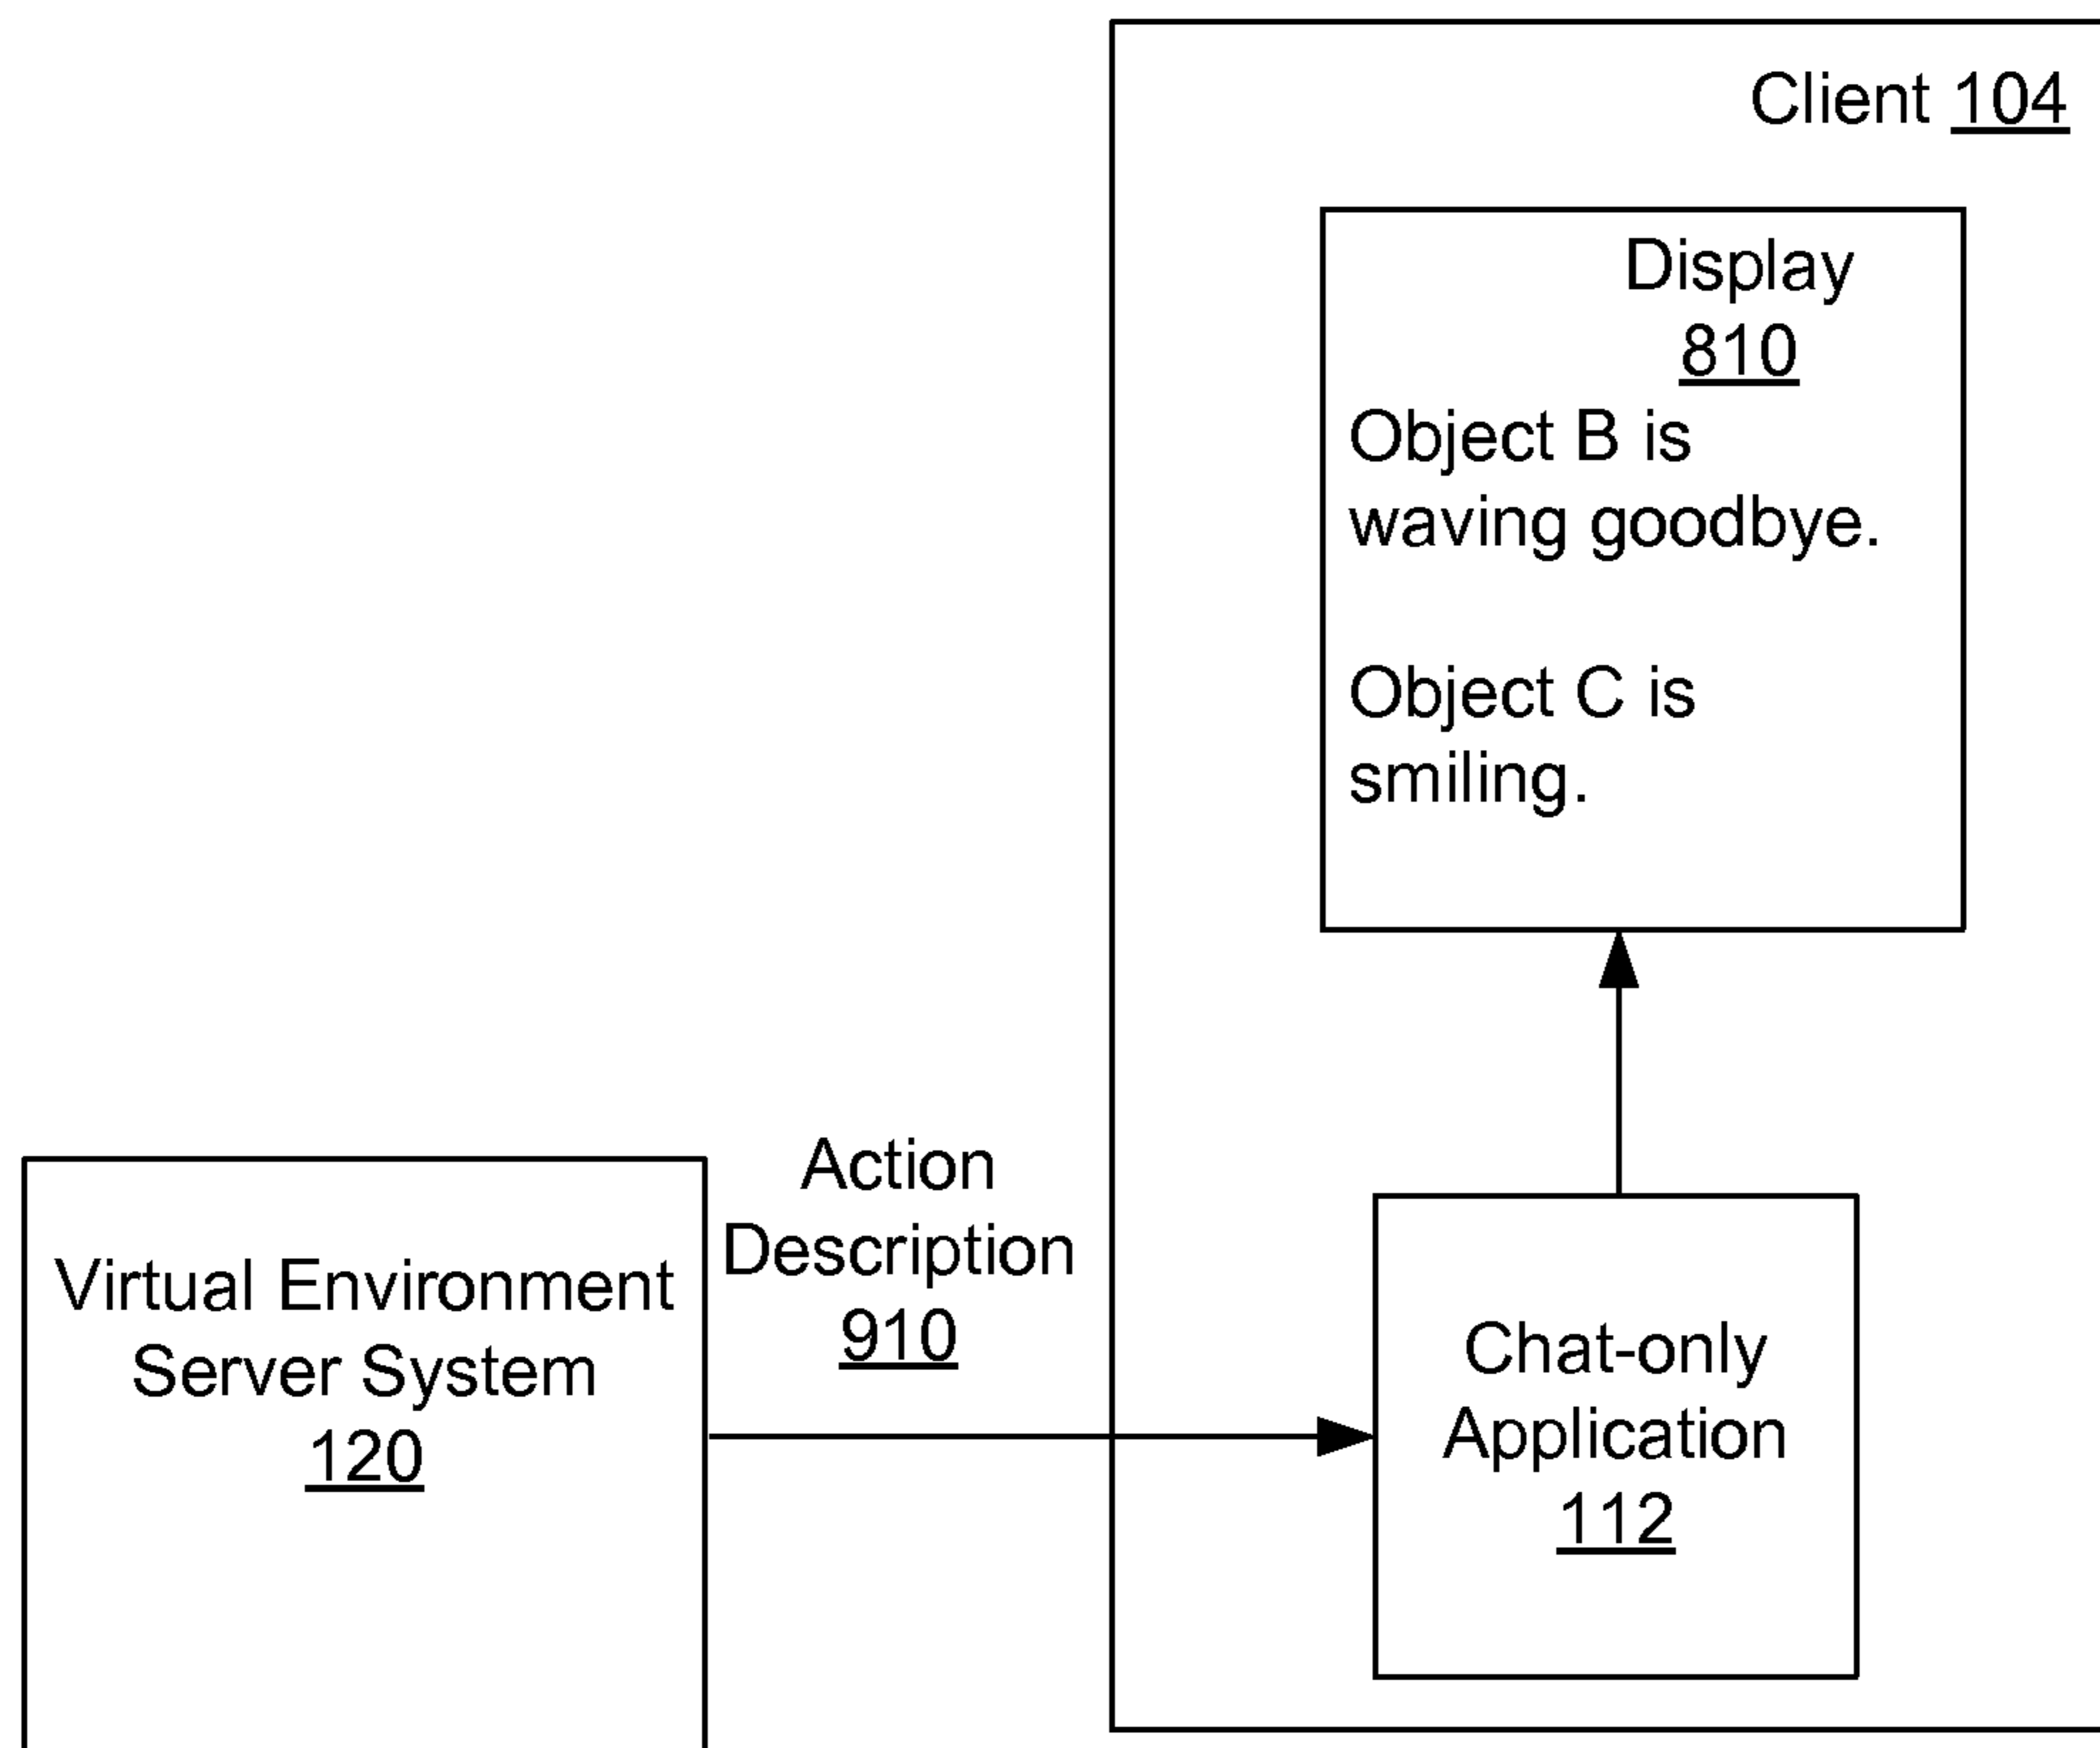 Client 104
Display
810
Object B is
waving goodbye.
Object C is
smiling.
Action
Description
910
Virtual Environment
Server System
120
Chat-only
Application
112